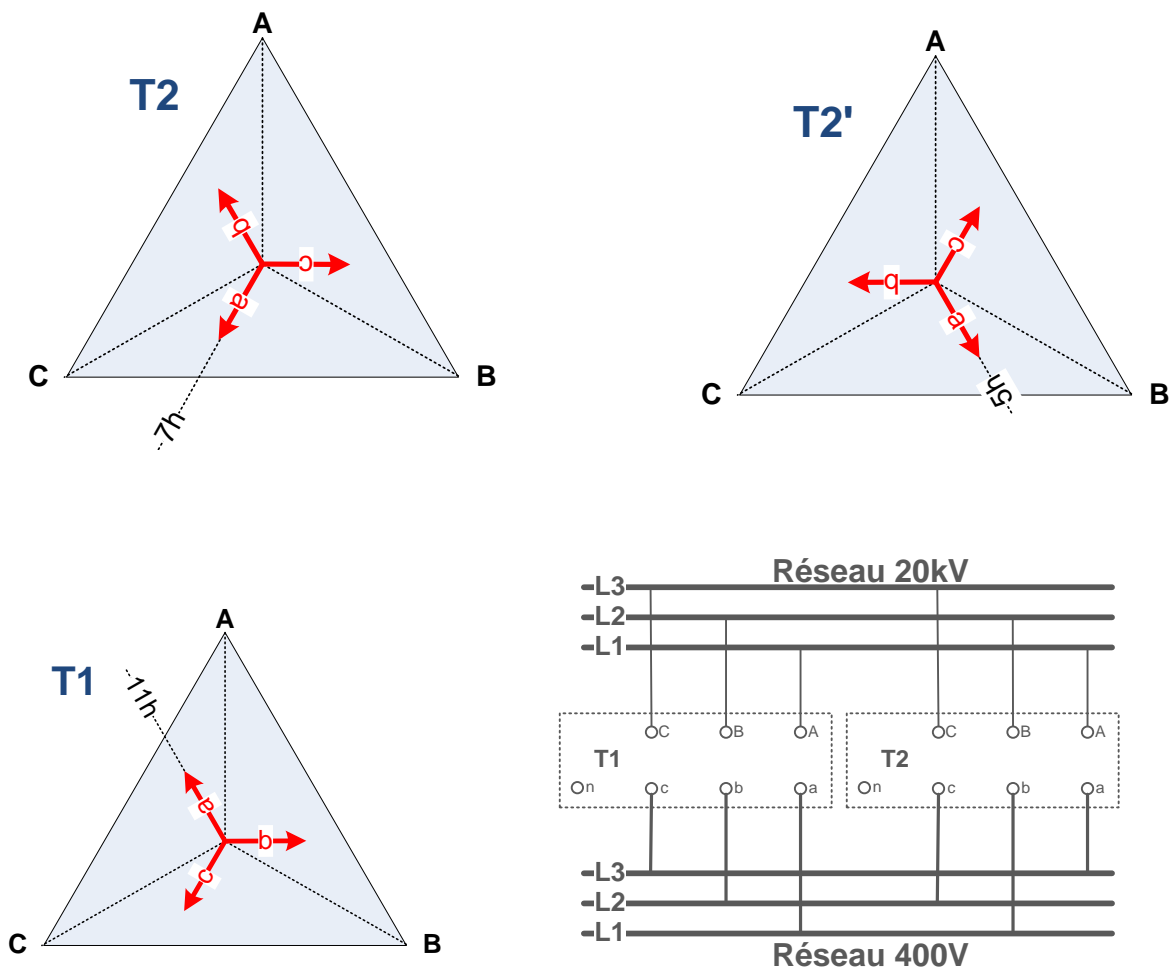 A
T2
b
c
a
C
B
7h
A
T2'
c
b
a
C
B
5h
A
T1
11h
a
b
c
C
B
Réseau 20kV
L3
L2
L1
C B A C B A
T1 T2
n c b a n c b a
L3
L2
L1
Réseau 400V